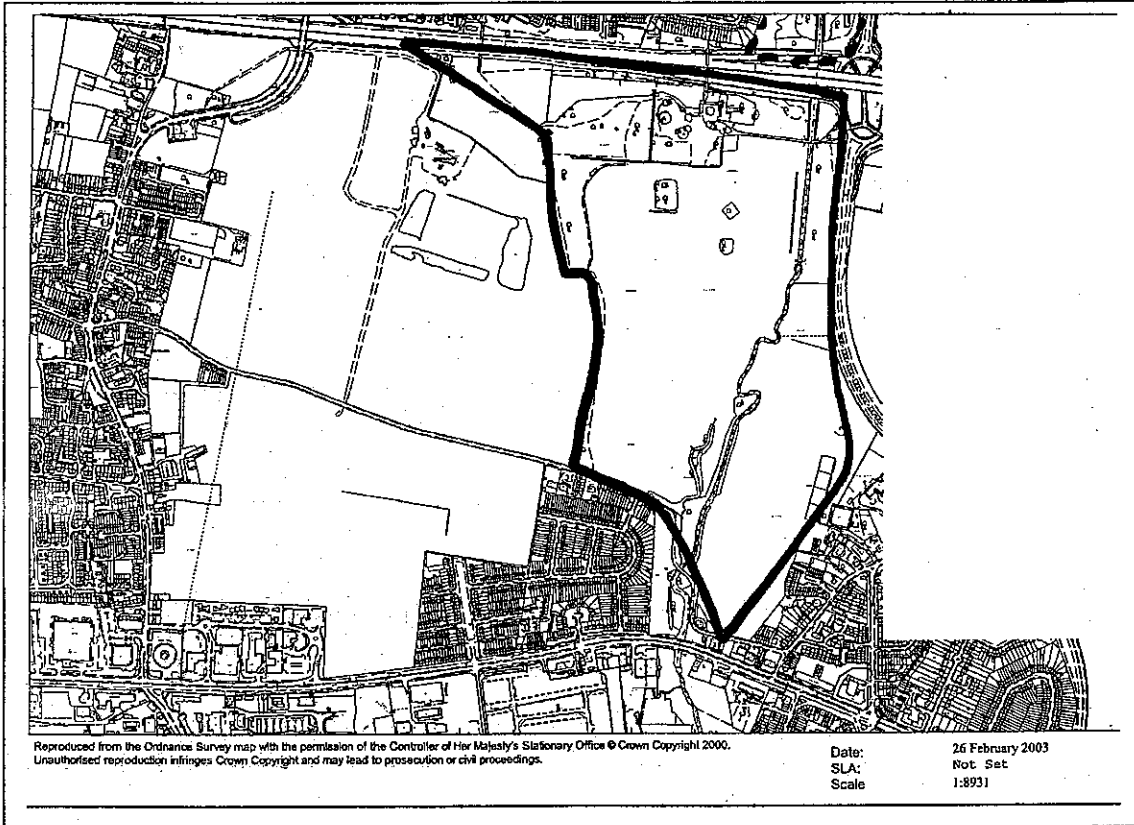 Reproduced from the Ordnance Survey map with the permission of the Controller of Her Majesty's Stationary Office © Crown Copyright 2000.
Unauthorised reproduction infringes Crown Copyright and may lead to prosecution or civil proceedings.
Date: 26 February 2003
SLA: Not Set
Scale 1:8931